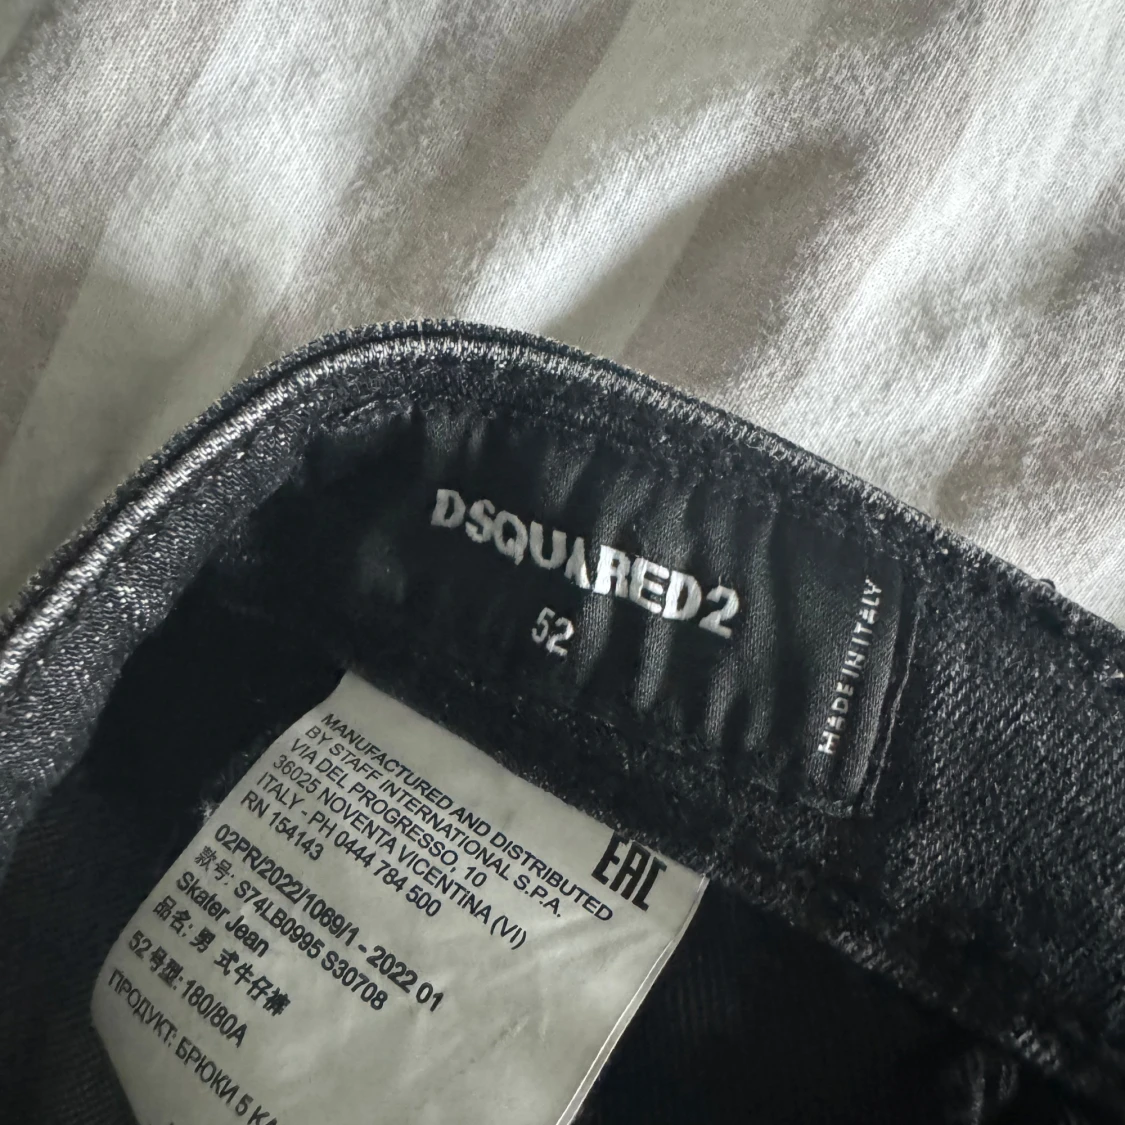 DSQUARED2
52
MADE IN ITALY
EAC
MANUFACTURED AND DISTRIBUTED
BY STAFF INTERNATIONAL S.P.A.
VIA DEL PROGRESSO, 10
36025 NOVENTA VICENTINA (VI)
ITALY - PH 0444 784 500
RN 154143
02PR/2022/1069/1 - 2022 01
款号: S74LB0995 S30708
Skater Jean
品名: 男 式牛仔裤
52 号型: 180/80A
ПРОДУКТ: БРЮКИ 5